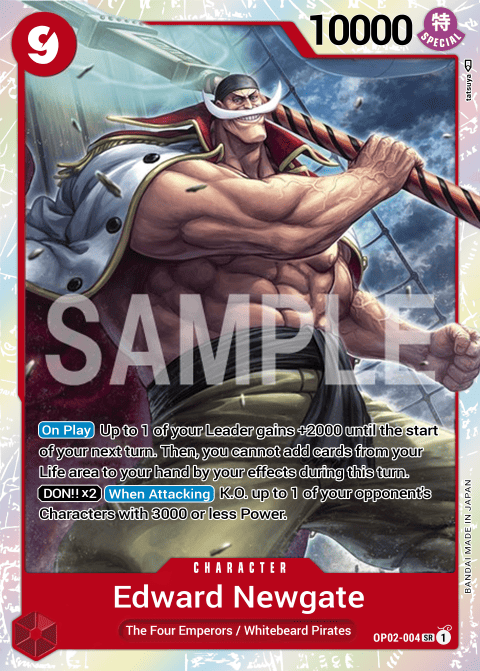 9
10000
特
SPECIAL
tatsuya
SAMPLE
On Play Up to 1 of your Leader gains +2000 until the start
of your next turn. Then, you cannot add cards from your
Life area to your hand by your effects during this turn.
DON!! ×2 When Attacking K.O. up to 1 of your opponent's
Characters with 3000 or less Power.
BANDAI MADE IN JAPAN
CHARACTER
Edward Newgate
The Four Emperors / Whitebeard Pirates
OP02-004 SR 1